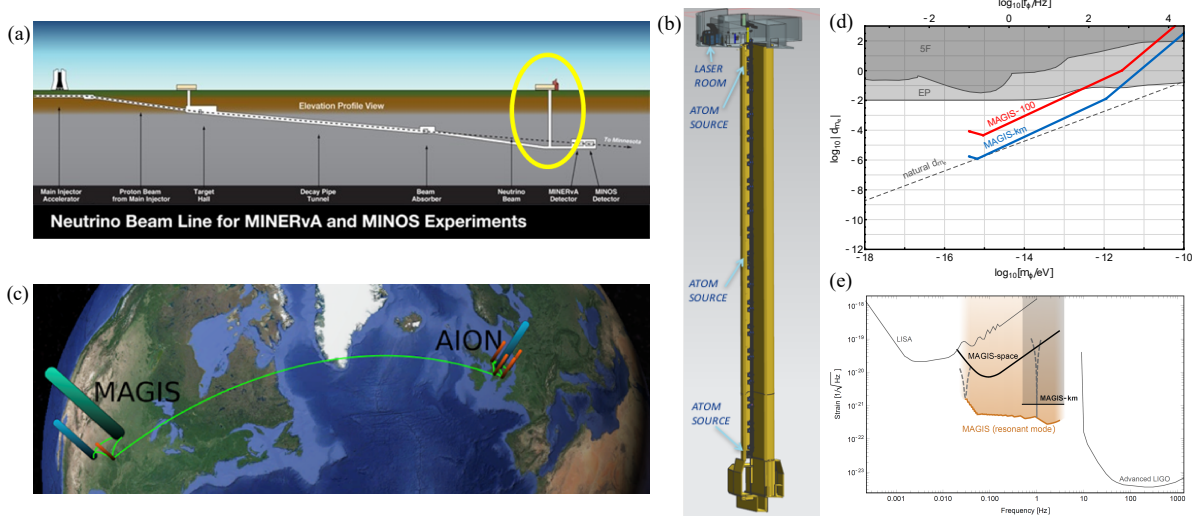 (a)
Elevation Profile View
To Minnesota
Main Injector
Accelerator
Proton Beam
from Main Injector
Target
Hall
Decay Pipe
Tunnel
Beam
Absorber
Neutrino
Beam
MINERvA
Detector
MINOS
Detector
Neutrino Beam Line for MINERvA and MINOS Experiments
(b)
LASER
ROOM
ATOM
SOURCE
ATOM
SOURCE
ATOM
SOURCE
(c)
MAGIS
AION
(d)
-2 0 2 4
5F
EP
MAGIS-100
MAGIS-km
natural dₘₑ
log₁₀|dₘₑ|
2
0
-2
-4
-6
-8
-10
-12
-18 -16 -14 -12 -10
log₁₀[m_ϕ/eV]
(e)
Strain [1/√Hz]
10⁻¹⁸
10⁻¹⁹
10⁻²⁰
10⁻²¹
10⁻²²
10⁻²³
LISA
MAGIS-space
MAGIS-km
MAGIS (resonant mode)
Advanced LIGO
0.001 0.010 0.100 1 10 100 1000
Frequency [Hz]